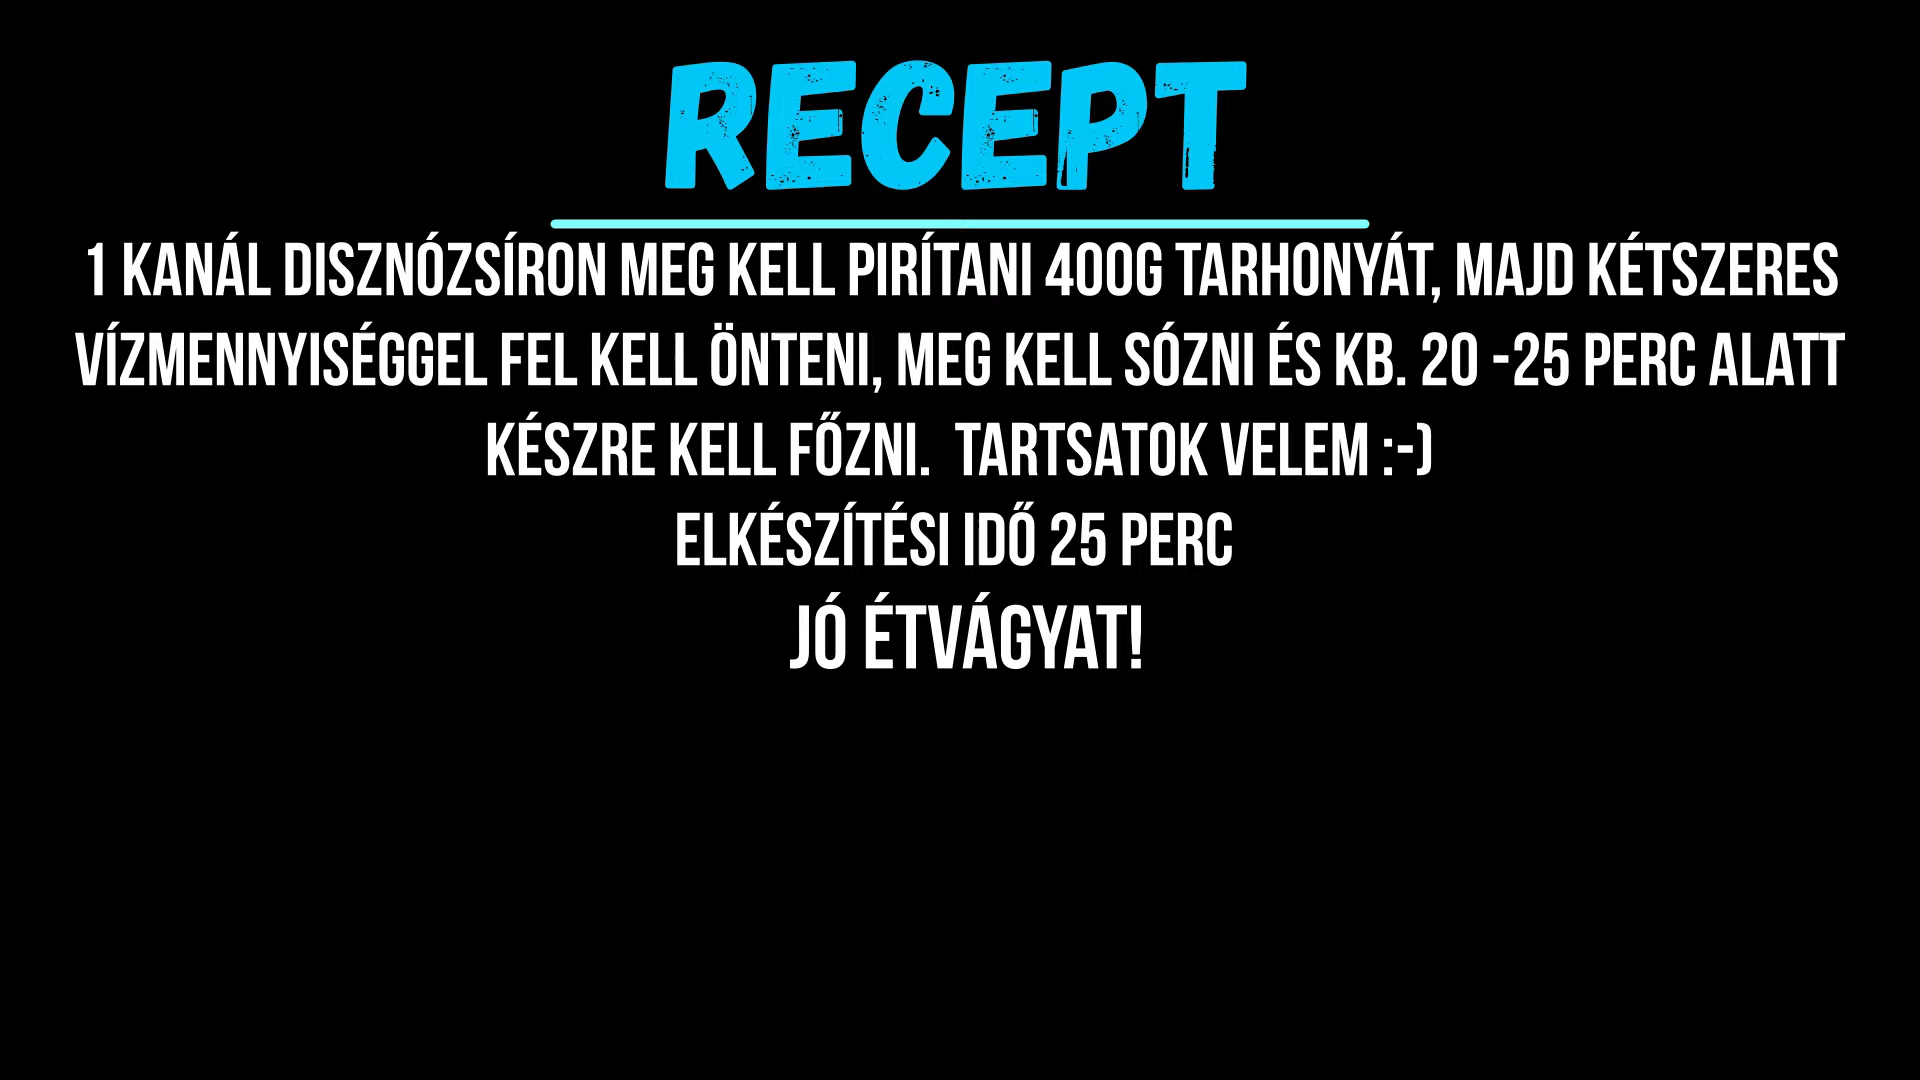 RECEPT
1 KANÁL DISZNÓZSÍRON MEG KELL PIRÍTANI 400G TARHONYÁT, MAJD KÉTSZERES
VÍZMENNYISÉGGEL FEL KELL ÖNTENI, MEG KELL SÓZNI ÉS KB. 20 -25 PERC ALATT
KÉSZRE KELL FŐZNI.  TARTSATOK VELEM :-)
ELKÉSZÍTÉSI IDŐ 25 PERC
JÓ ÉTVÁGYAT!